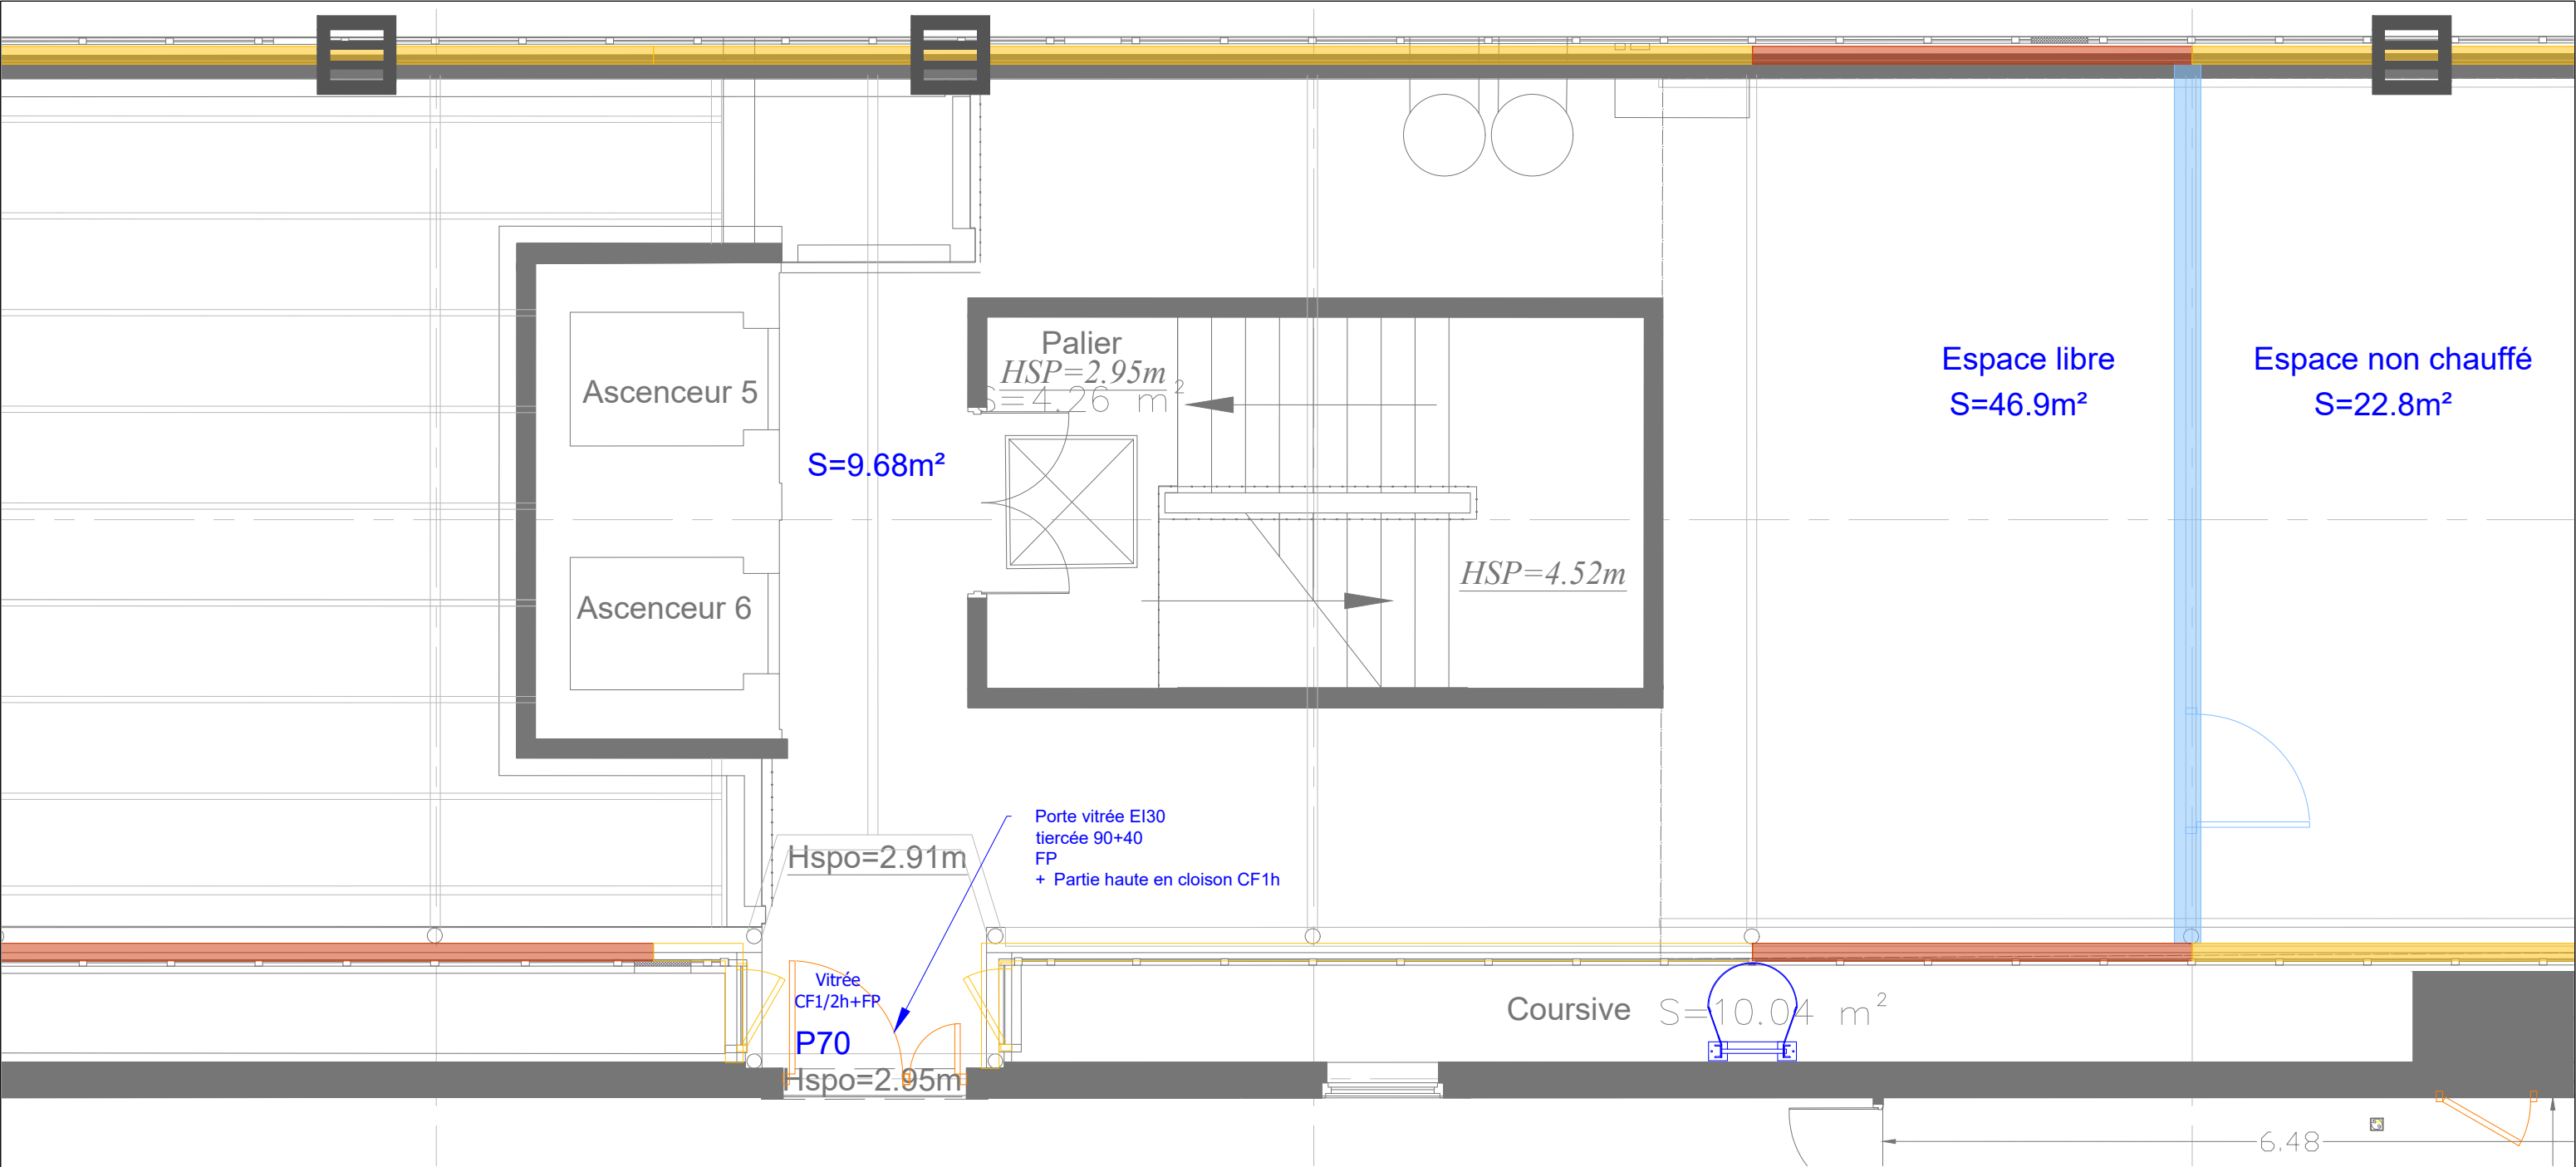 Espace libre
S=46.9m²
Espace non chauffé
S=22.8m²
Palier
HSP=2.95m
S=4.26 m²
Ascenceur 5
S=9.68m²
HSP=4.52m
Ascenceur 6
Porte vitrée EI30
tiercée 90+40
FP
+ Partie haute en cloison CF1h
Hspo=2.91m
Vitrée
CF1/2h+FP
P70
Hspo=2.95m
Coursive S=10.04 m²
6.48